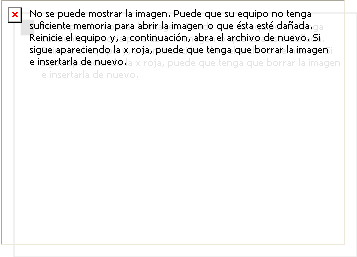 No se puede mostrar la imagen. Puede que su equipo no tenga
suficiente memoria para abrir la imagen o que ésta esté dañada.
Reinicie el equipo y, a continuación, abra el archivo de nuevo. Si
sigue apareciendo la x roja, puede que tenga que borrar la imagen
e insertarla de nuevo.
la x roja, puede que tenga que borrar la imagen
e insertarla de nuevo.